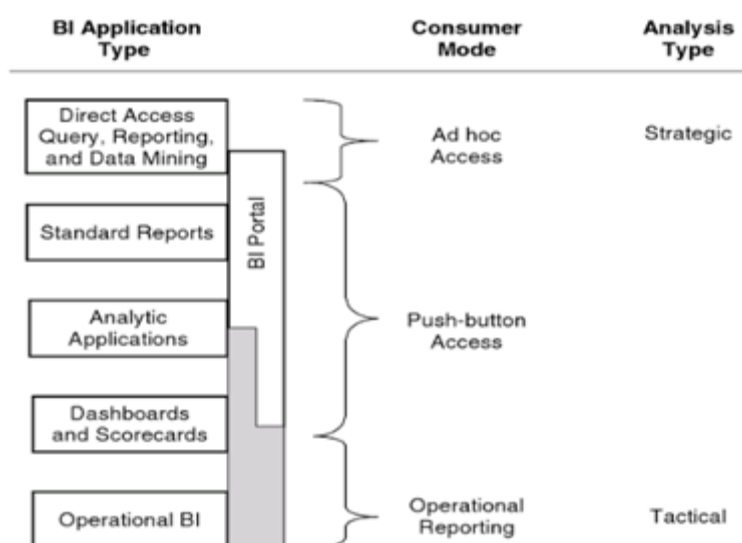 BI Application
Type
Consumer
Mode
Analysis
Type
Direct Access
Query, Reporting,
and Data Mining
Ad hoc
Access
Strategic
Standard Reports
BI Portal
Analytic
Applications
Push-button
Access
Dashboards
and Scorecards
Operational BI
Operational
Reporting
Tactical